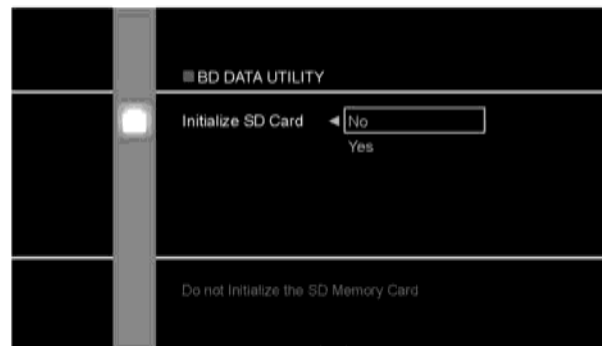 BD DATA UTILITY
Initialize SD Card ◀ No
Yes
Do not Initialize the SD Memory Card